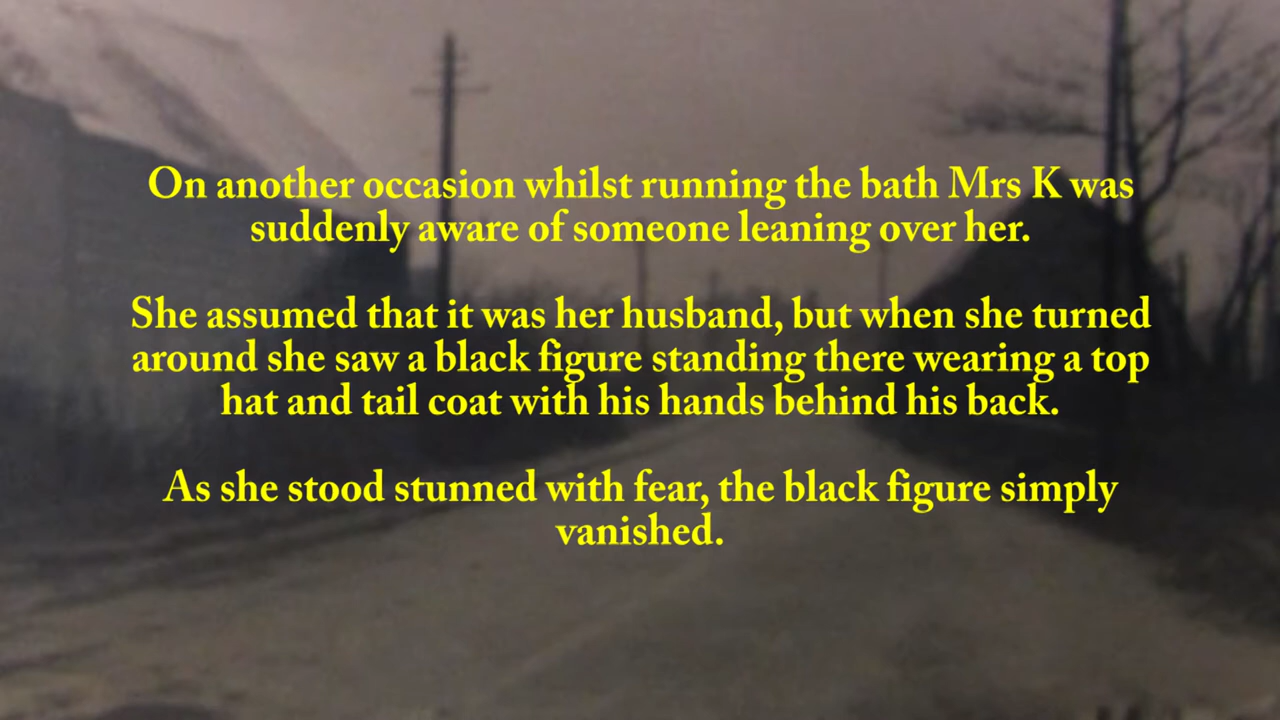 On another occasion whilst running the bath Mrs K was
suddenly aware of someone leaning over her.
She assumed that it was her husband, but when she turned
around she saw a black figure standing there wearing a top
hat and tail coat with his hands behind his back.
As she stood stunned with fear, the black figure simply
vanished.